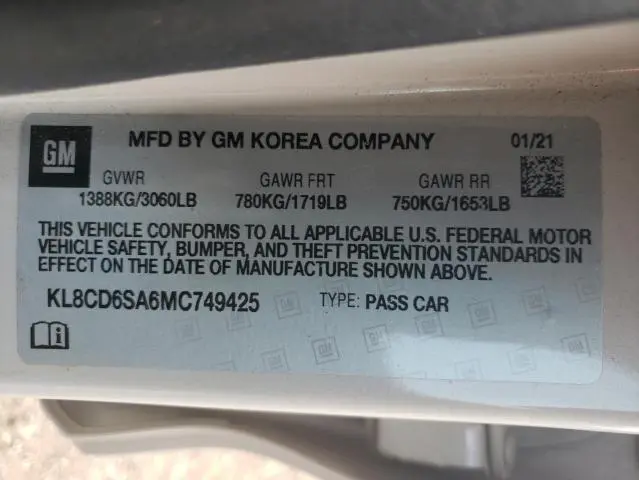 GM MFD BY GM KOREA COMPANY 01/21
GVWR GAWR FRT GAWR RR
1388KG/3060LB 780KG/1719LB 750KG/1653LB
THIS VEHICLE CONFORMS TO ALL APPLICABLE U.S. FEDERAL MOTOR
VEHICLE SAFETY, BUMPER, AND THEFT PREVENTION STANDARDS IN
EFFECT ON THE DATE OF MANUFACTURE SHOWN ABOVE.
KL8CD6SA6MC749425 TYPE: PASS CAR